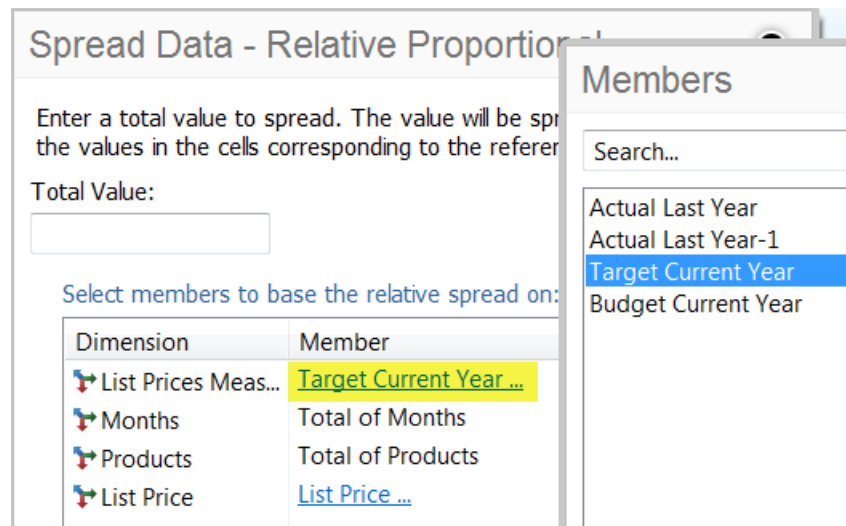 Spread Data - Relative Proportional
Enter a total value to spread. The value will be
the values in the cells corresponding to the
Total Value:
Select members to base the relative spread on:
Dimension Member
List Prices Meas... Target Current Year ...
Months Total of Months
Products Total of Products
List Price List Price ...
Members
Search...
Actual Last Year
Actual Last Year-1
Target Current Year
Budget Current Year